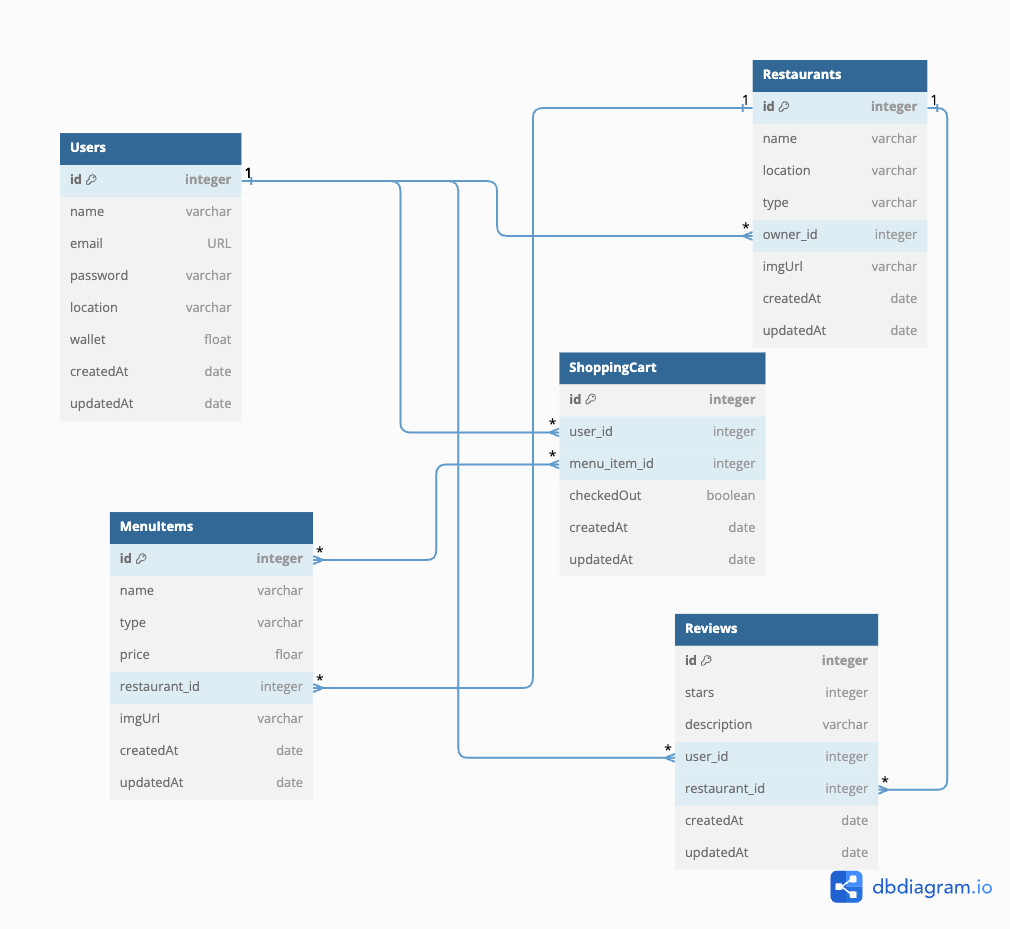 Restaurants
1
id integer
1
name varchar
location varchar
type varchar
*
owner_id integer
imgUrl varchar
createdAt date
updatedAt date
Users
1
id integer
name varchar
email URL
password varchar
location varchar
wallet float
createdAt date
updatedAt date
ShoppingCart
id integer
*
user_id integer
*
menu_item_id integer
checkedOut boolean
createdAt date
updatedAt date
MenuItems
id integer
*
name varchar
type varchar
price floar
restaurant_id integer
*
imgUrl varchar
createdAt date
updatedAt date
Reviews
id integer
stars integer
description varchar
*
user_id integer
restaurant_id integer
*
createdAt date
updatedAt date
dbdiagram.io